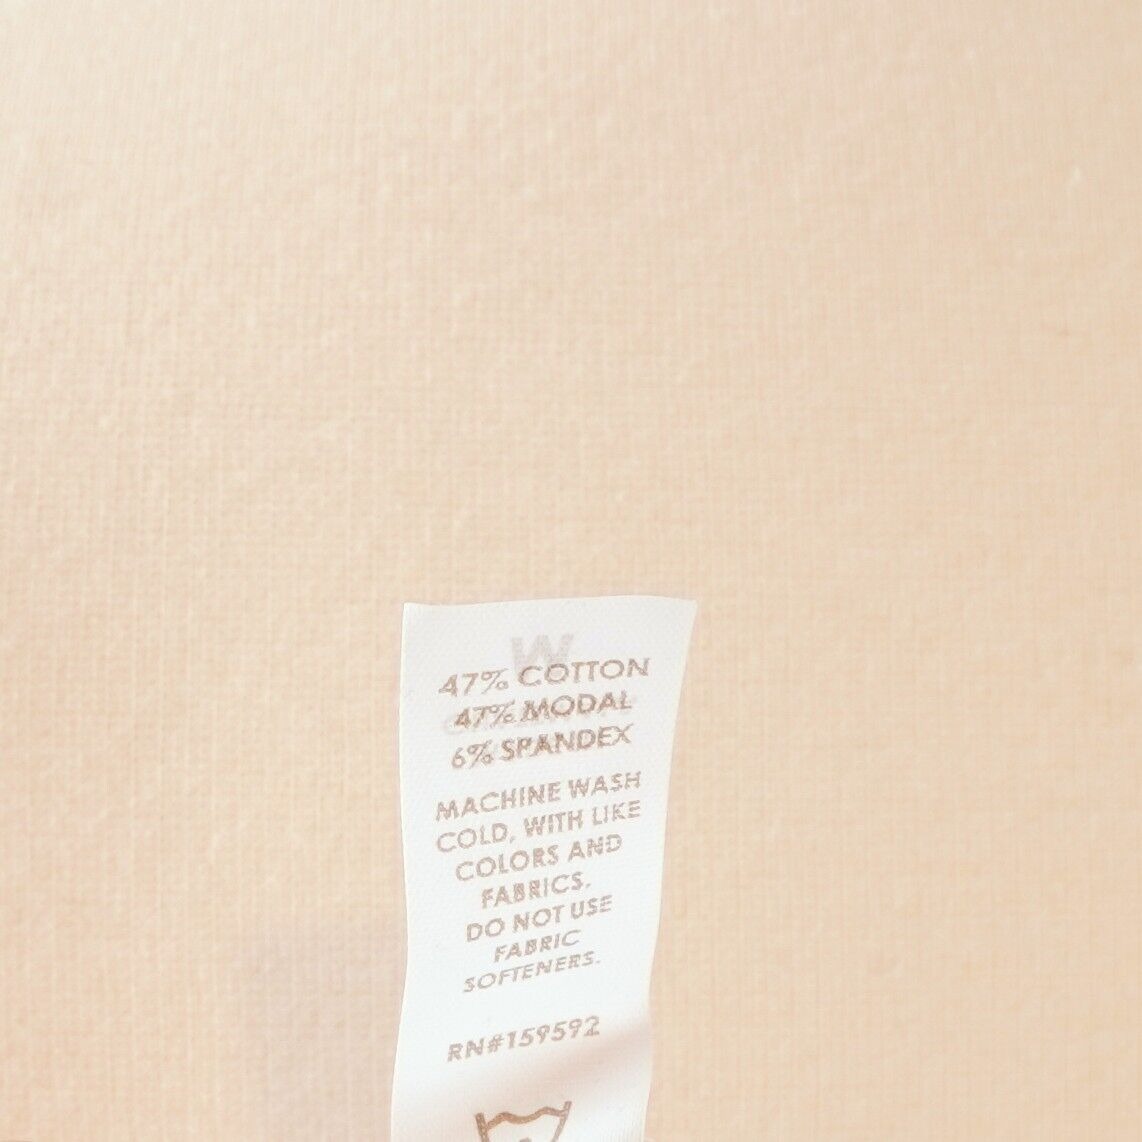 47% COTTON
47% MODAL
6% SPANDEX
MACHINE WASH
COLD, WITH LIKE
COLORS AND
FABRICS.
DO NOT USE
FABRIC
SOFTENERS.
RN#159592